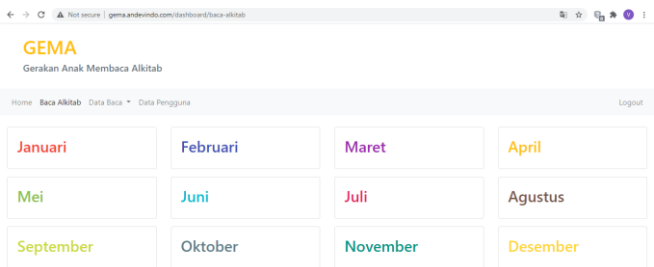 Not secure | gema.andevindo.com/dashboard/baca-alkitab
V
GEMA
Gerakan Anak Membaca Alkitab
Home Baca Alkitab Data Baca Data Pengguna Logout
Januari Februari Maret April
Mei Juni Juli Agustus
September Oktober November Desember